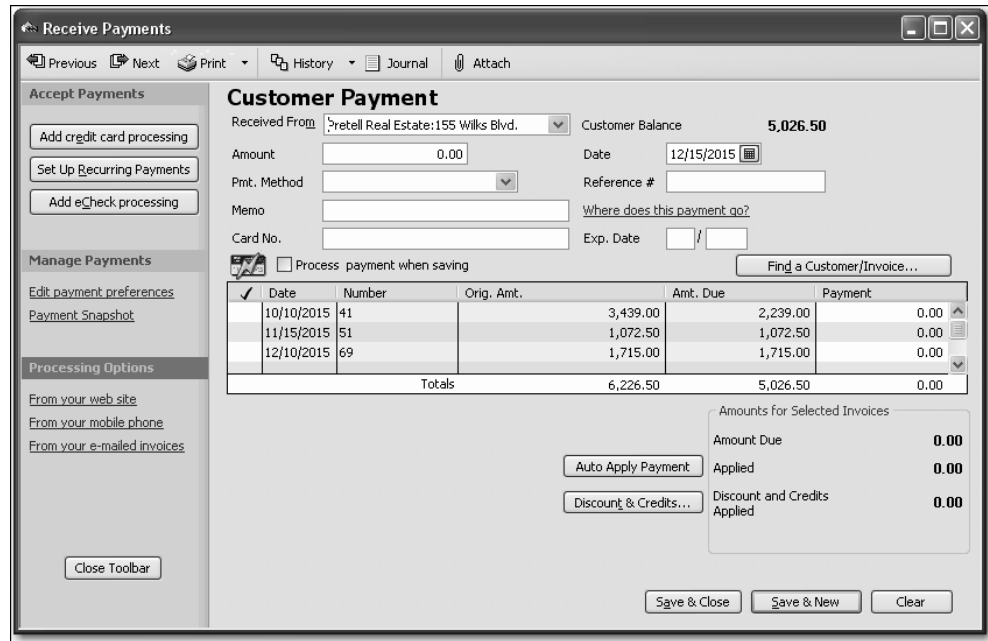 Receive Payments
Previous Next Print History Journal Attach
Accept Payments
Add credit card processing
Set Up Recurring Payments
Add eCheck processing
Manage Payments
Edit payment preferences
Payment Snapshot
Processing Options
From your web site
From your mobile phone
From your e-mailed invoices
Close Toolbar
Customer Payment
Received From Pretell Real Estate:155 Wilks Blvd. Customer Balance 5,026.50
Amount 0.00 Date 12/15/2015
Pmt. Method Reference #
Memo Where does this payment go?
Card No. Exp. Date /
Process payment when saving Find a Customer/Invoice...
✓ Date Number Orig. Amt. Amt. Due Payment
10/10/2015 41 3,439.00 2,239.00 0.00
11/15/2015 51 1,072.50 1,072.50 0.00
12/10/2015 69 1,715.00 1,715.00 0.00
Totals 6,226.50 5,026.50 0.00
Amounts for Selected Invoices
Amount Due 0.00
Auto Apply Payment Applied 0.00
Discount & Credits... Discount and Credits Applied 0.00
Save & Close Save & New Clear